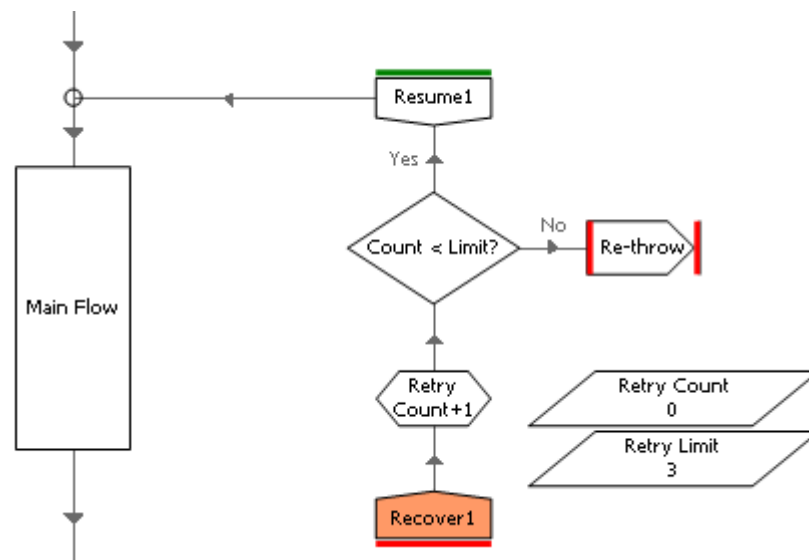 Resume1
Yes
Count < Limit?
No
Re-throw
Main Flow
Retry
Count+1
Retry Count
0
Retry Limit
3
Recover1